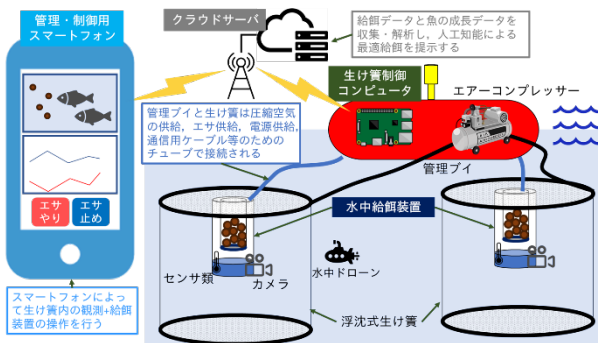 管理・制御用
スマートフォン
クラウドサーバ
給餌データと魚の成長データを
収集・解析し，人工知能による
最適給餌を提示する
生け簀制御
コンピュータ
エアーコンプレッサー
管理ブイと生け簀は圧縮空気
の供給，エサ供給，電源供給，
通信用ケーブル等のための
チューブで接続される
管理ブイ
エサ
やり
エサ
止め
水中給餌装置
センサ類
カメラ
水中ドローン
浮沈式生け簀
スマートフォンによっ
て生け簀内の観測+給餌
装置の操作を行う